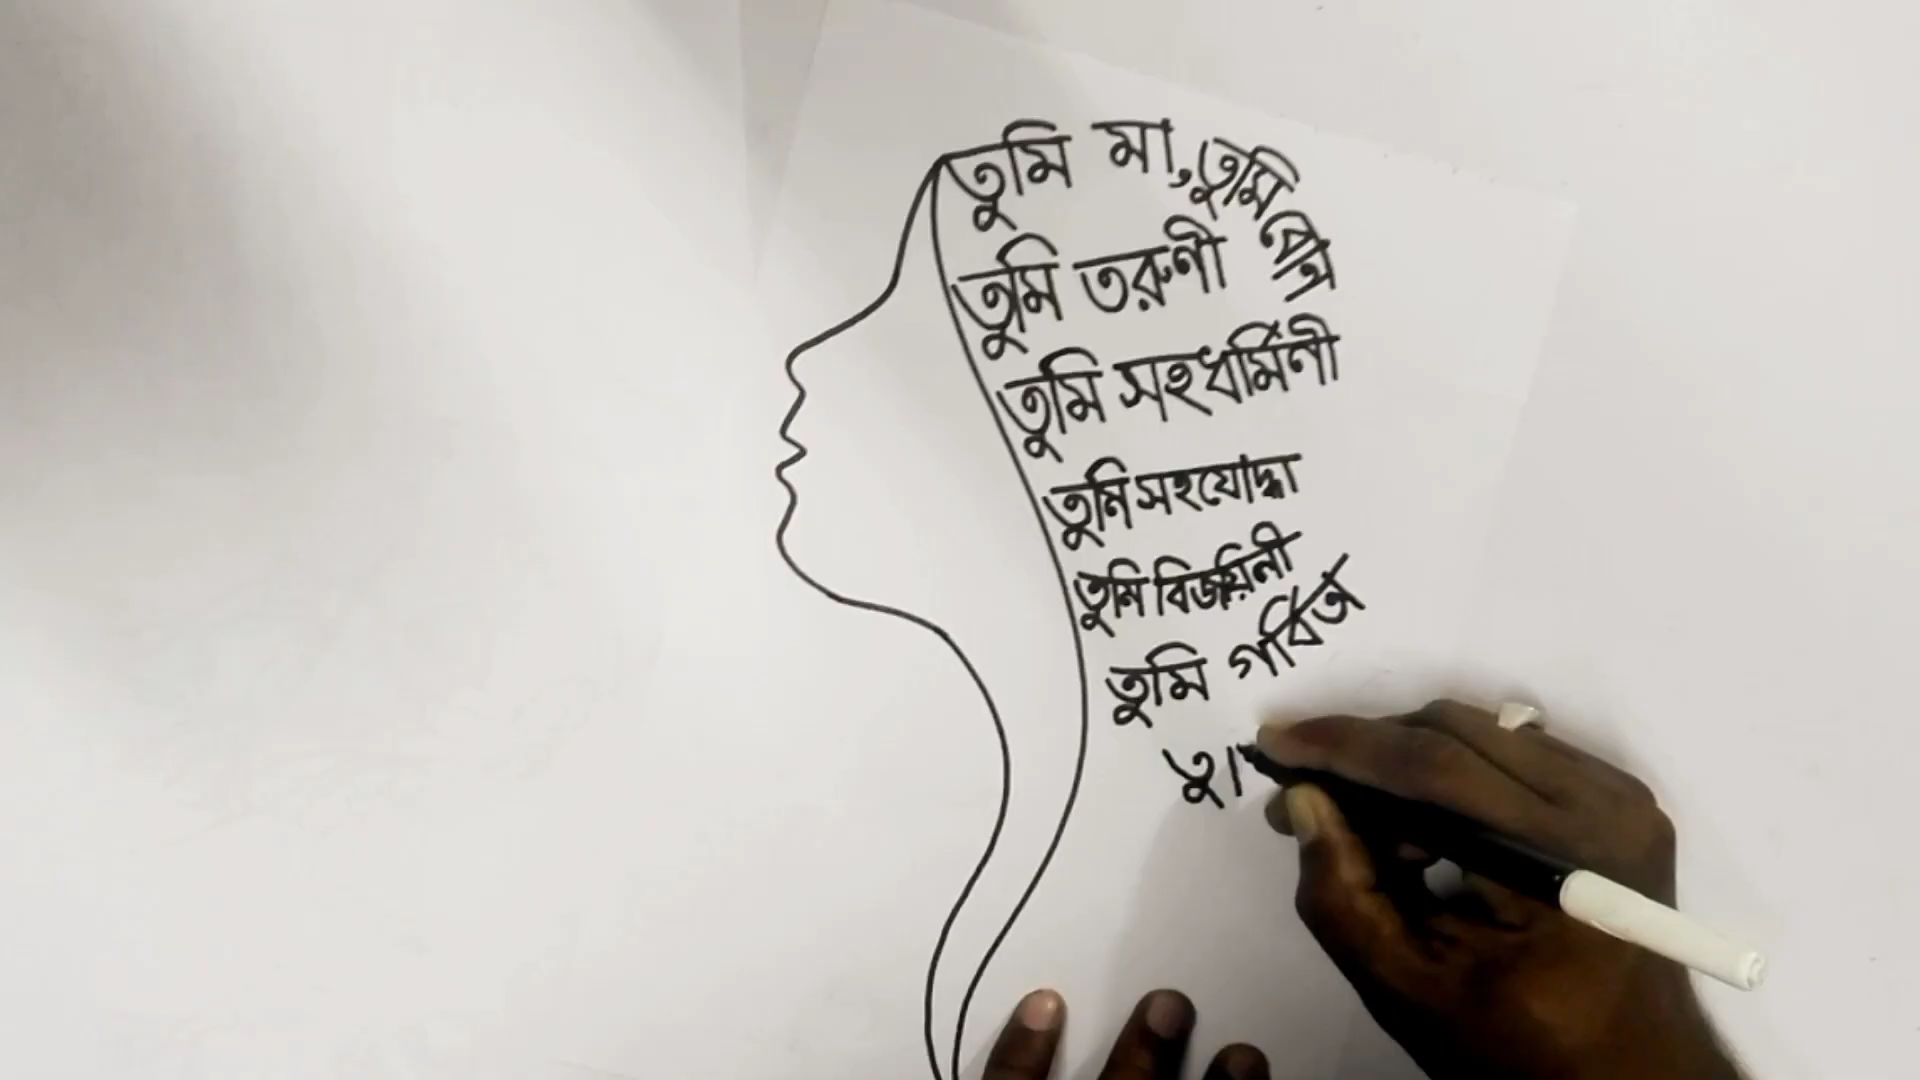 তুমি মা, তুমি
তুমি তরুণী
তুমি সহধর্মিণী
তুমি সহযোদ্ধা
তুমি বিজয়িনী
তুমি গর্বিত
তু